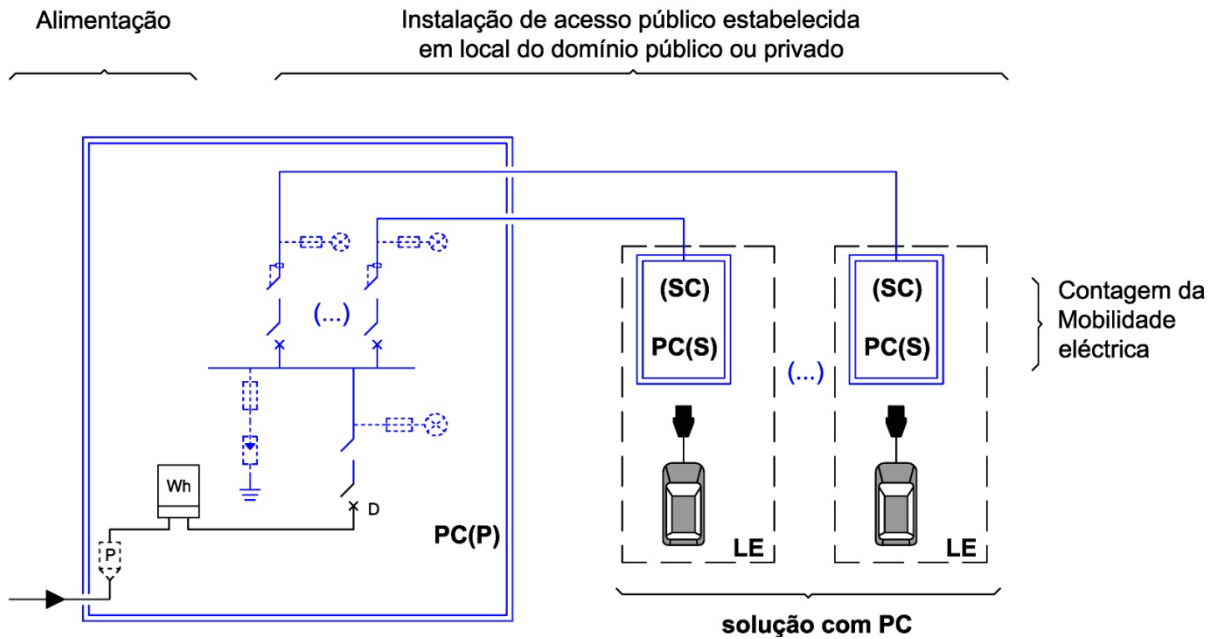 Alimentação
Instalação de acesso público estabelecida
em local do domínio público ou privado
(SC)
PC(S)
(...)
(SC)
PC(S)
(...)
Contagem da
Mobilidade
eléctrica
Wh
D
P
PC(P)
LE
LE
solução com PC